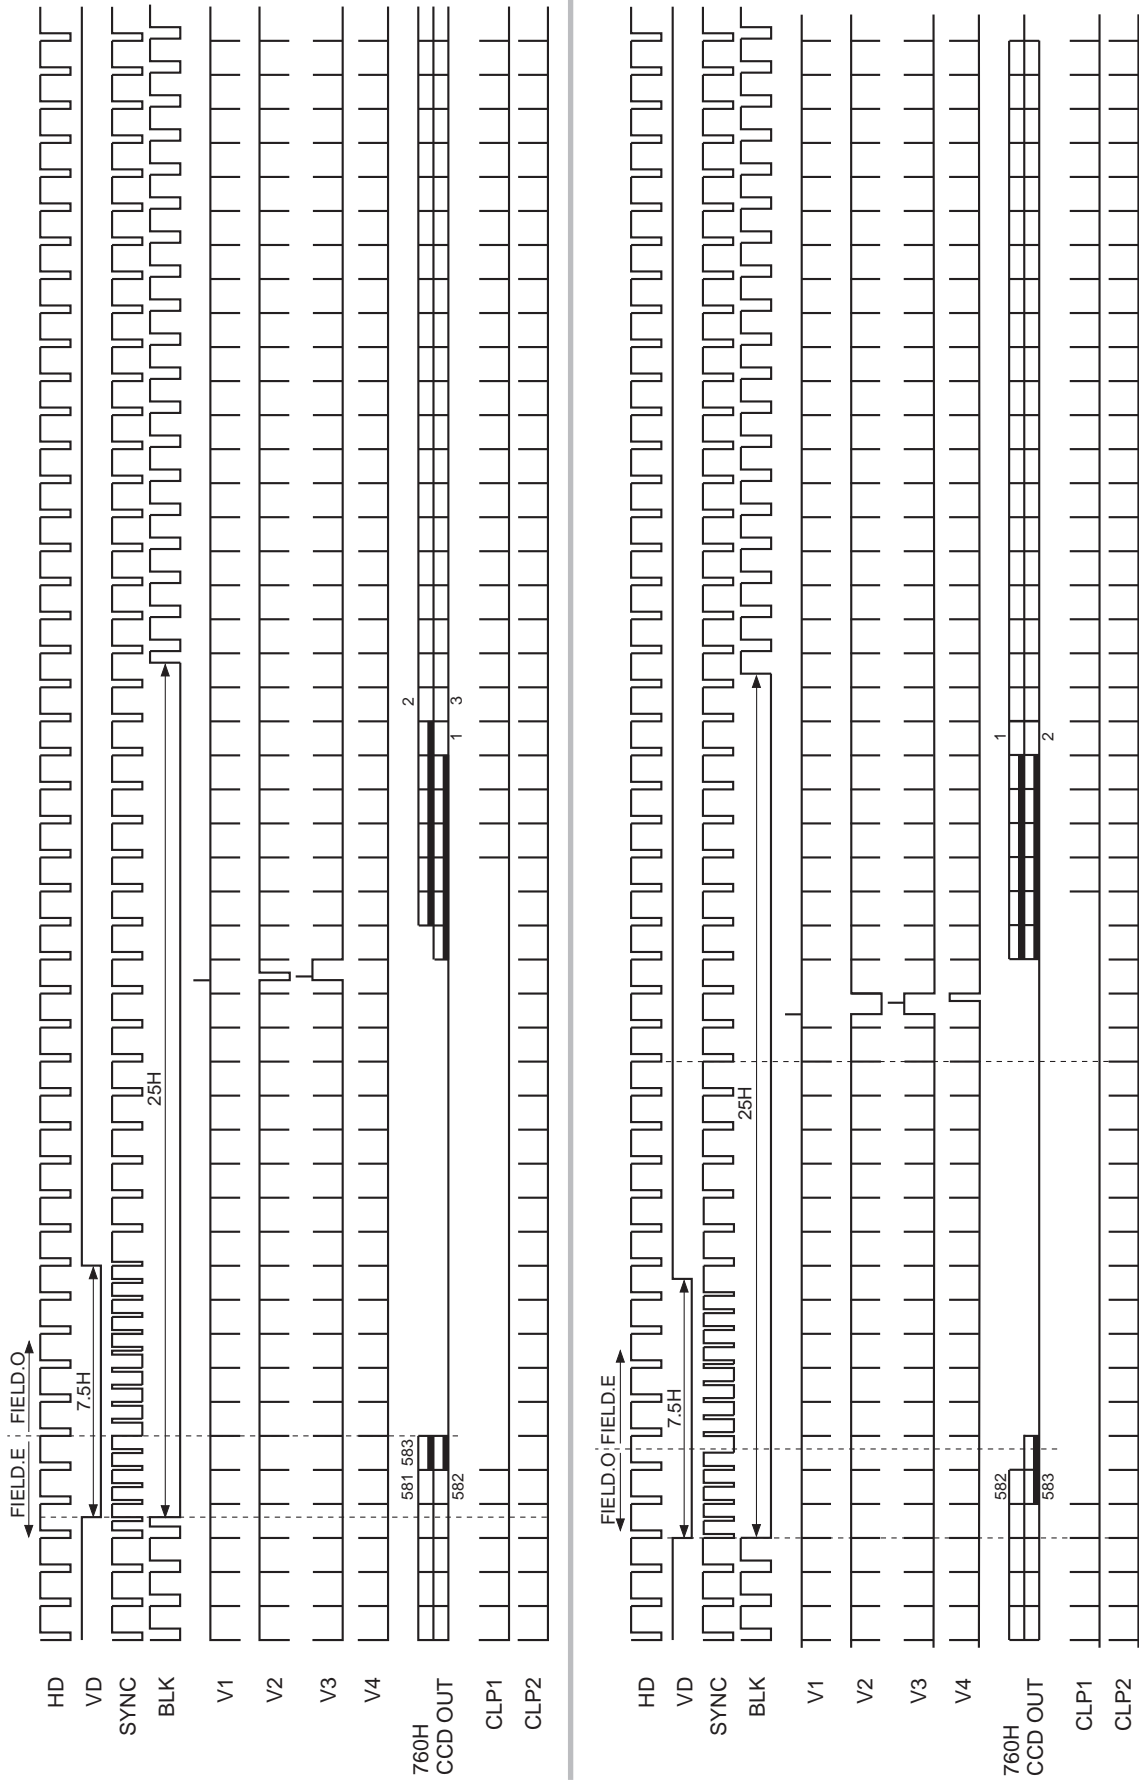 FIELD.E FIELD.O
HD
VD
7.5H
SYNC
BLK
25H
V1
V2
V3
V4
581 583
2
760H
CCD OUT
582
1
3
CLP1
CLP2
FIELD.O FIELD.E
HD
VD
7.5H
SYNC
BLK
25H
V1
V2
V3
V4
582
1
760H
CCD OUT
583
2
CLP1
CLP2